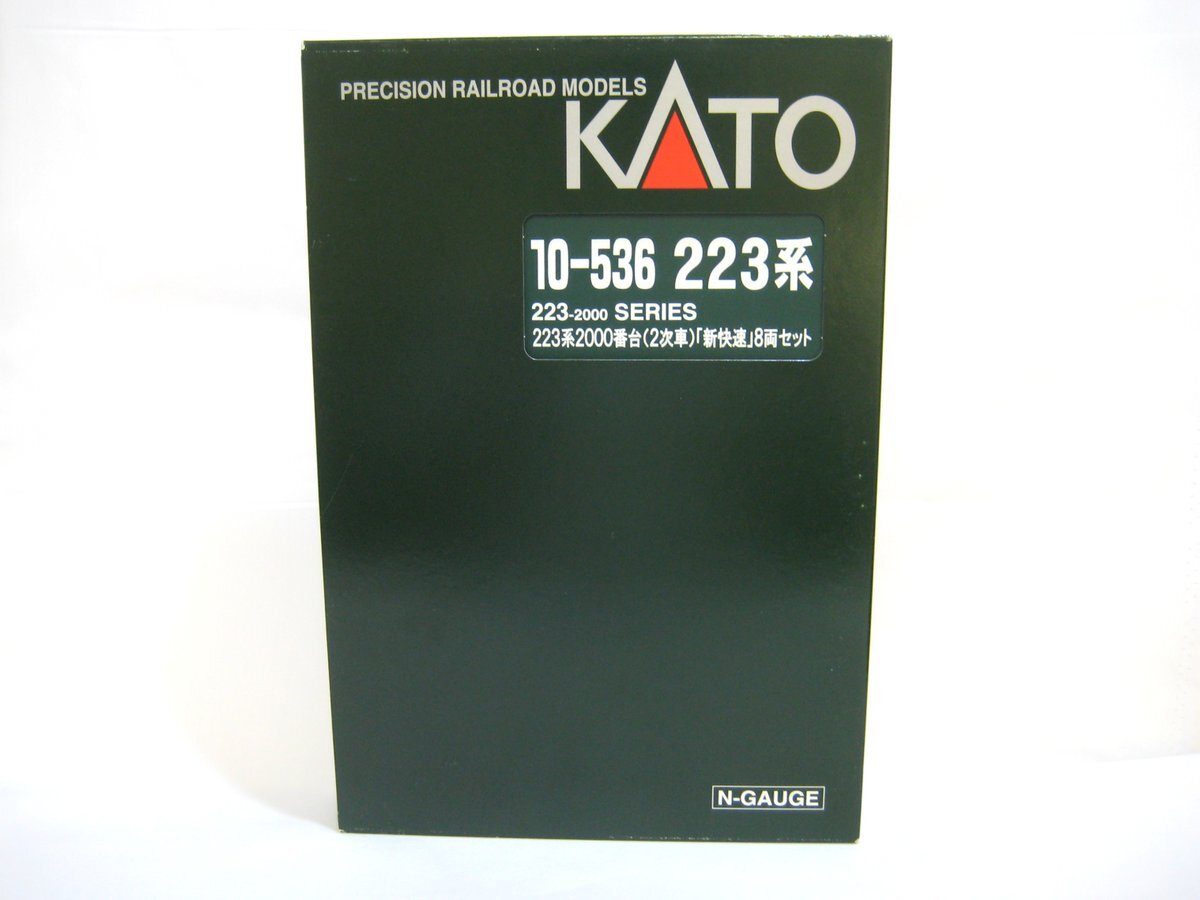 PRECISION RAILROAD MODELS
KATO
10-536 223系
223-2000 SERIES
223系2000番台(2次車)「新快速」8両セット
N-GAUGE